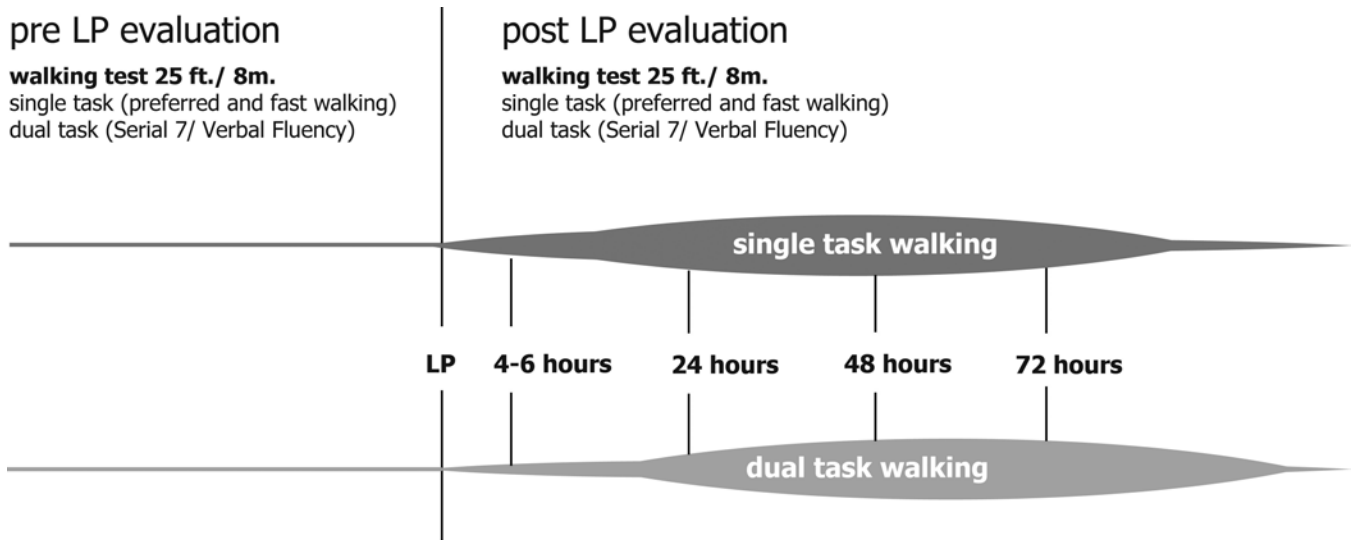 pre LP evaluation
walking test 25 ft./ 8m.
single task (preferred and fast walking)
dual task (Serial 7/ Verbal Fluency)
post LP evaluation
walking test 25 ft./ 8m.
single task (preferred and fast walking)
dual task (Serial 7/ Verbal Fluency)
single task walking
LP 4-6 hours 24 hours 48 hours 72 hours
dual task walking